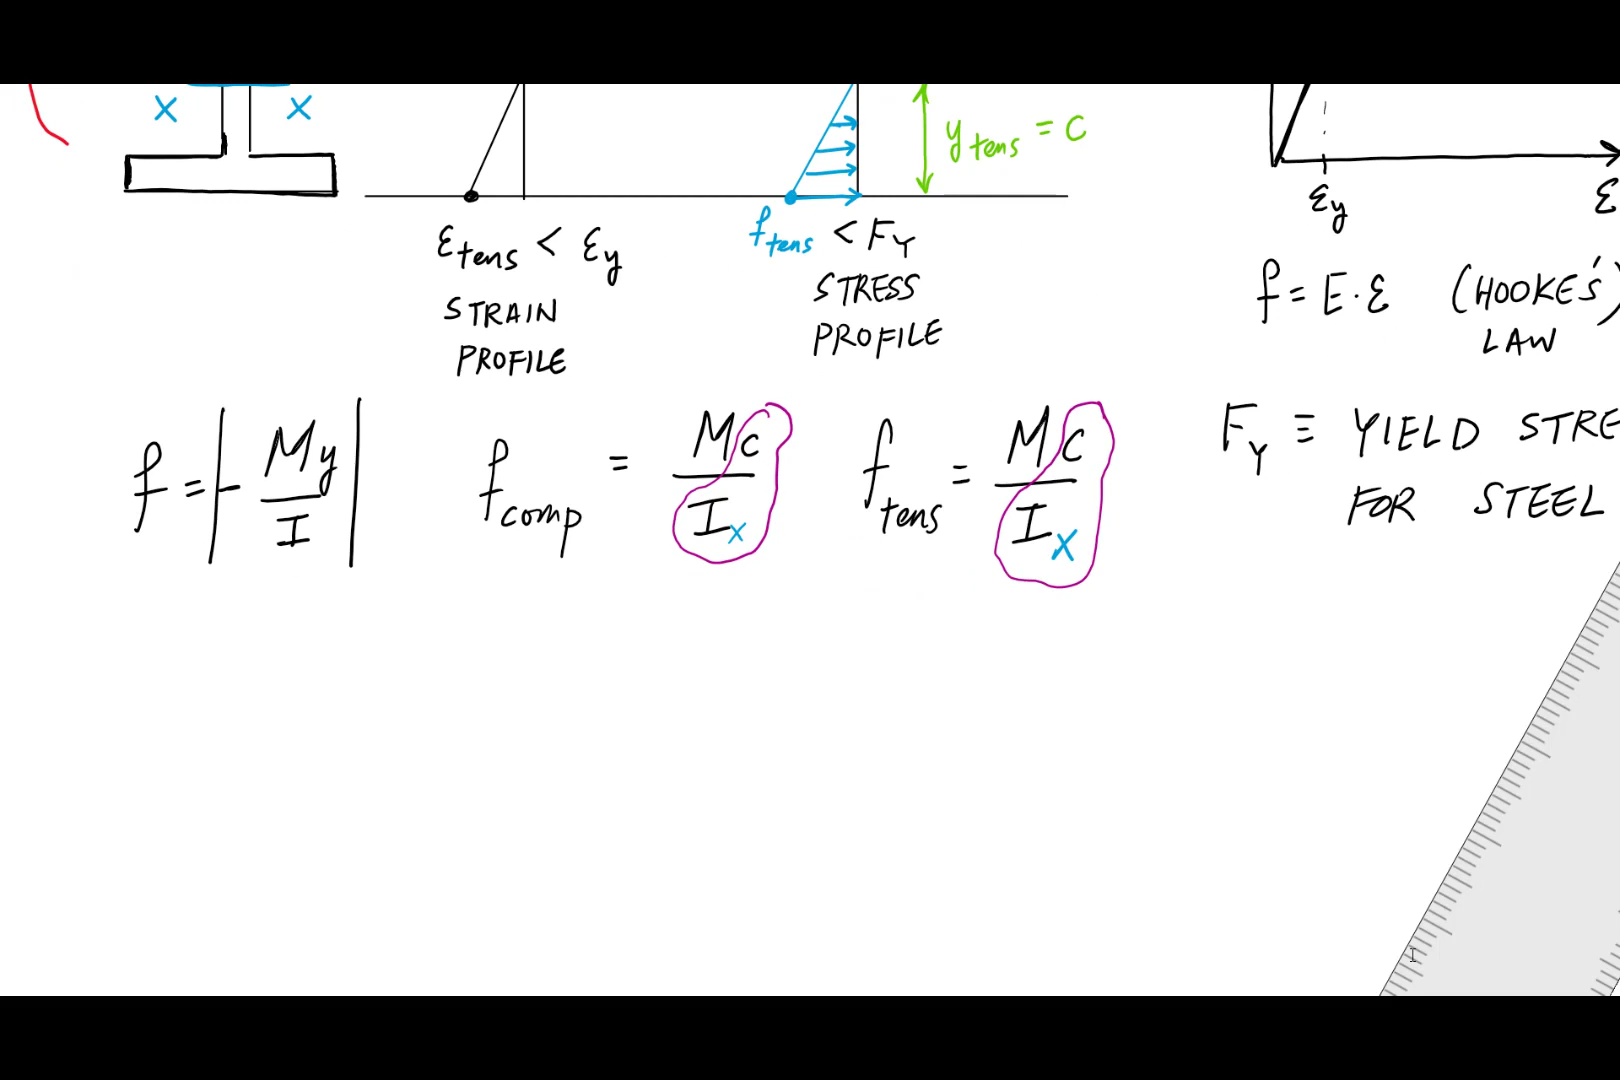 x x
y tens = c
εy ε
ε tens < εy
f tens < FY
STRAIN
PROFILE
STRESS
PROFILE
f = E · ε (HOOKE'S)
LAW
f = |- My / I|
f comp = Mc / Ix
f tens = Mc / Ix
FY ≡ YIELD STRE
FOR STEEL